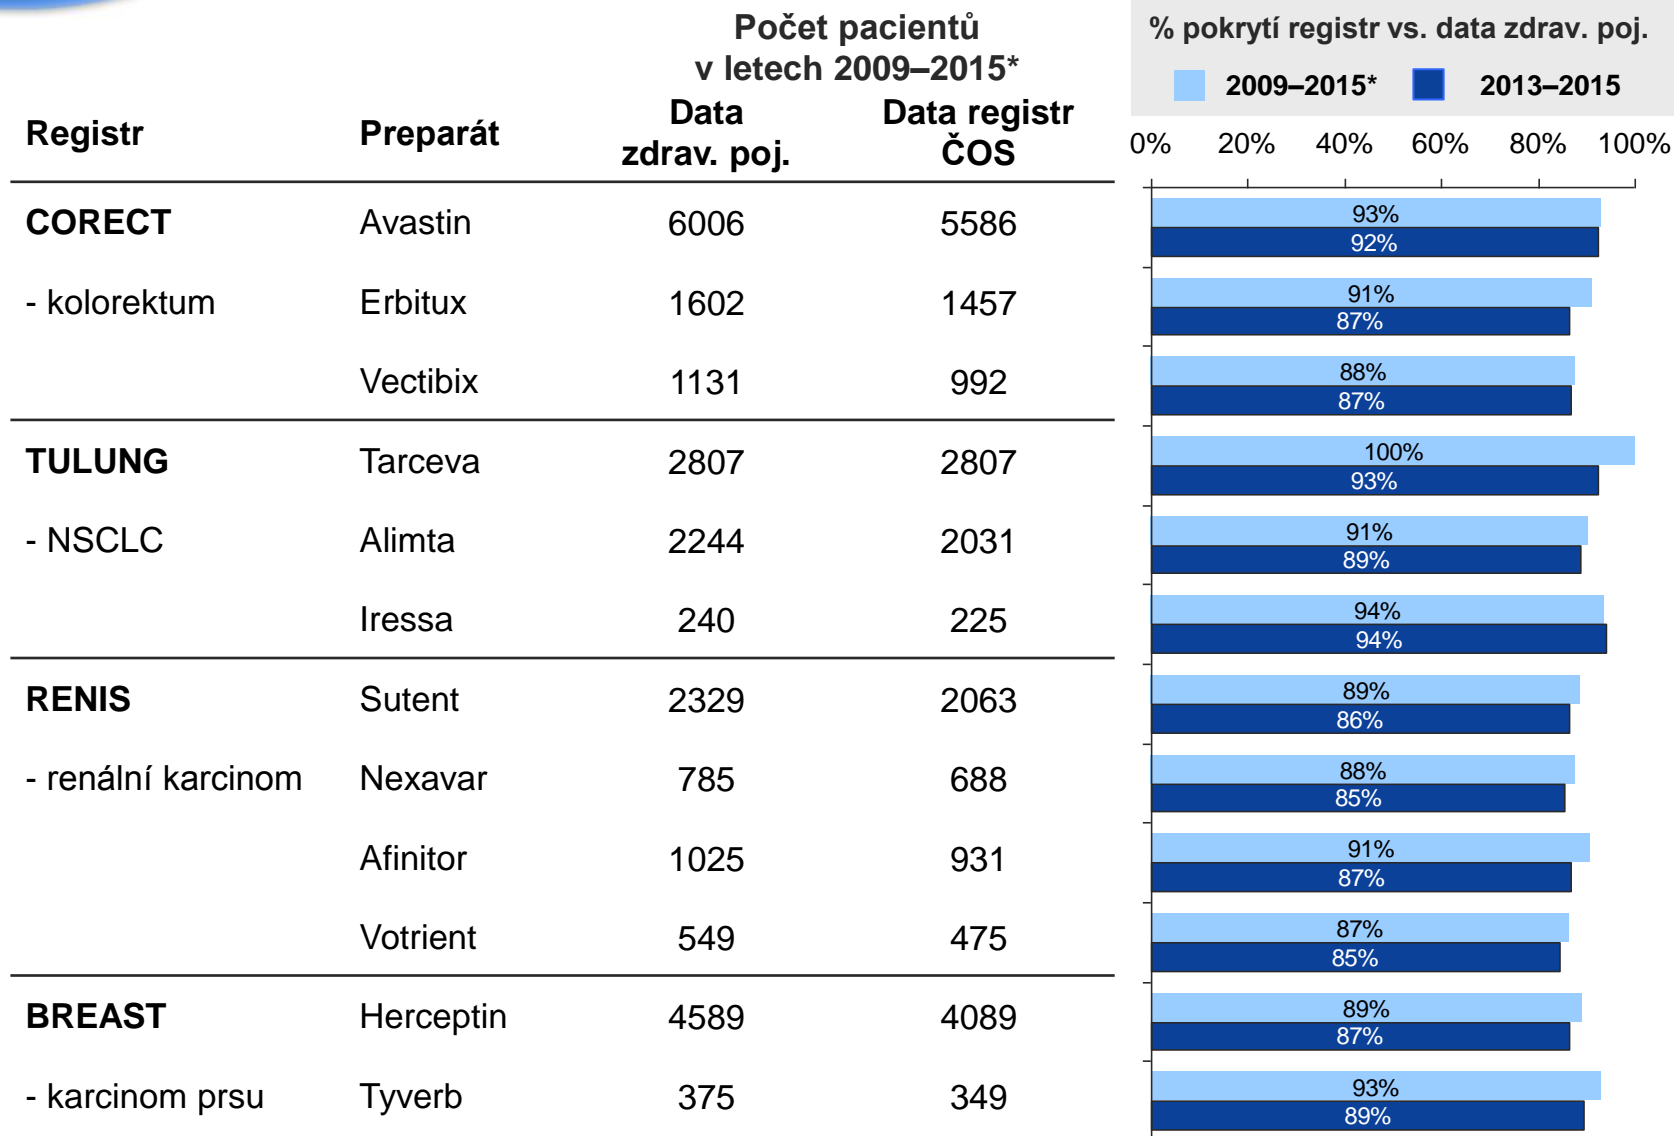 Počet pacientů
v letech 2009–2015*
% pokrytí registr vs. data zdrav. poj.
2009–2015* 2013–2015
Registr Preparát Data zdrav. poj. Data registr ČOS
0% 20% 40% 60% 80% 100%
CORECT Avastin 6006 5586 93%
92%
- kolorektum Erbitux 1602 1457 91%
87%
Vectibix 1131 992 88%
87%
TULUNG Tarceva 2807 2807 100%
93%
- NSCLC Alimta 2244 2031 91%
89%
Iressa 240 225 94%
94%
RENIS Sutent 2329 2063 89%
86%
- renální karcinom Nexavar 785 688 88%
85%
Afinitor 1025 931 91%
87%
Votrient 549 475 87%
85%
BREAST Herceptin 4589 4089 89%
87%
- karcinom prsu Tyverb 375 349 93%
89%